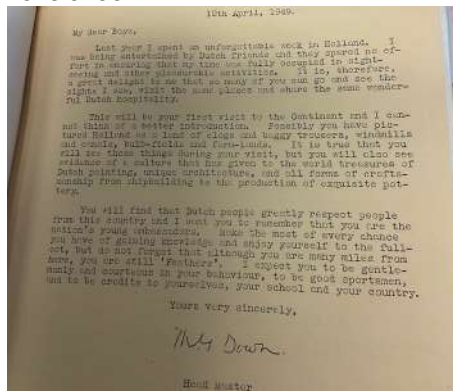 10th April, 1949.
My dear Boys,
Last year I spent an unforgettable week in Holland. I
was being entertained by Dutch friends and they spared no ef-
fort in ensuring that my time was fully occupied in sight-
seeing and other pleasurable activities. It is, therefore,
a great delight to me that so many of you can go and see the
sights I saw, visit the same places and share the same wonder-
ful Dutch hospitality.
This will be your first visit to the Continent and I can-
not think of a better introduction. Possibly you have pic-
tured Holland as a land of clogs and baggy trousers, windmills
and canals, bulb-fields and farm-lands. It is true that you
will see these things during your visit, but you will also see
evidence of a culture that has given to the world treasures of
Dutch painting, unique architecture, and all forms of crafts-
manship from shipbuilding to the production of exquisite pot-
tery.
You will find that Dutch people greatly respect people
from this country and I want you to remember that you are the
nation's young ambassadors. Make the most of every chance
you have of gaining knowledge and enjoy yourself to the full-
est, but do not forget that although you are many miles from
here, you are still "Feathers". I expect you to be gentle-
manly and courteous in your behaviour, to be good sportsmen,
and to be credits to yourselves, your school and your country.
Yours very sincerely,
Down.
Head Master